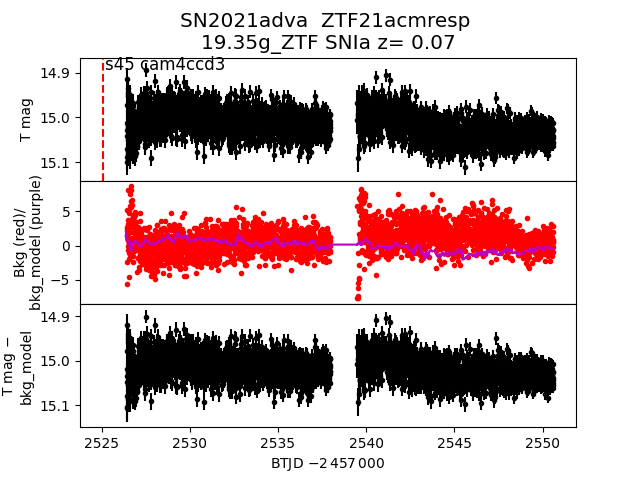 SN2021adva  ZTF21acmresp
19.35g_ZTF SNIa z= 0.07
s45 cam4ccd3
14.9
15.0
15.1
T mag
5
0
−5
Bkg (red)/
bkg_model (purple)
14.9
15.0
15.1
T mag −
bkg_model
2525 2530 2535 2540 2545 2550
BTJD −2 457 000